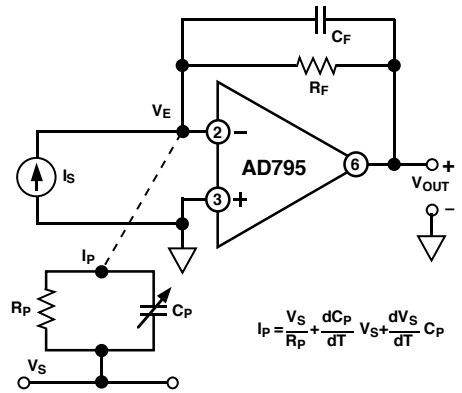 C_F
R_F
V_E
2 −
AD795
6
+
V_OUT
−
I_S
3 +
I_P
R_P
C_P
V_S
I_P = V_S/R_P + dC_P/dT V_S + dV_S/dT C_P